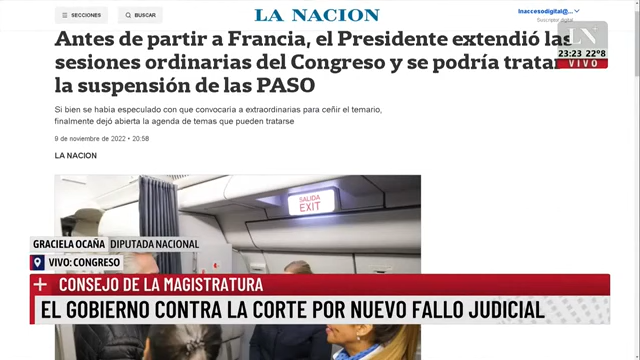 SECCIONES
BUSCAR
LA NACION
lnaccesodigital@...
Suscriptor digital
LN
23:23 22º8
VIVO
Antes de partir a Francia, el Presidente extendió las
sesiones ordinarias del Congreso y se podría tratar
la suspensión de las PASO
Si bien se había especulado con que convocaría a extraordinarias para ceñir el temario,
finalmente dejó abierta la agenda de temas que pueden tratarse
9 de noviembre de 2022 • 20:58
LA NACION
SALIDA
EXIT
GRACIELA OCAÑA DIPUTADA NACIONAL
VIVO: CONGRESO
+ CONSEJO DE LA MAGISTRATURA
EL GOBIERNO CONTRA LA CORTE POR NUEVO FALLO JUDICIAL